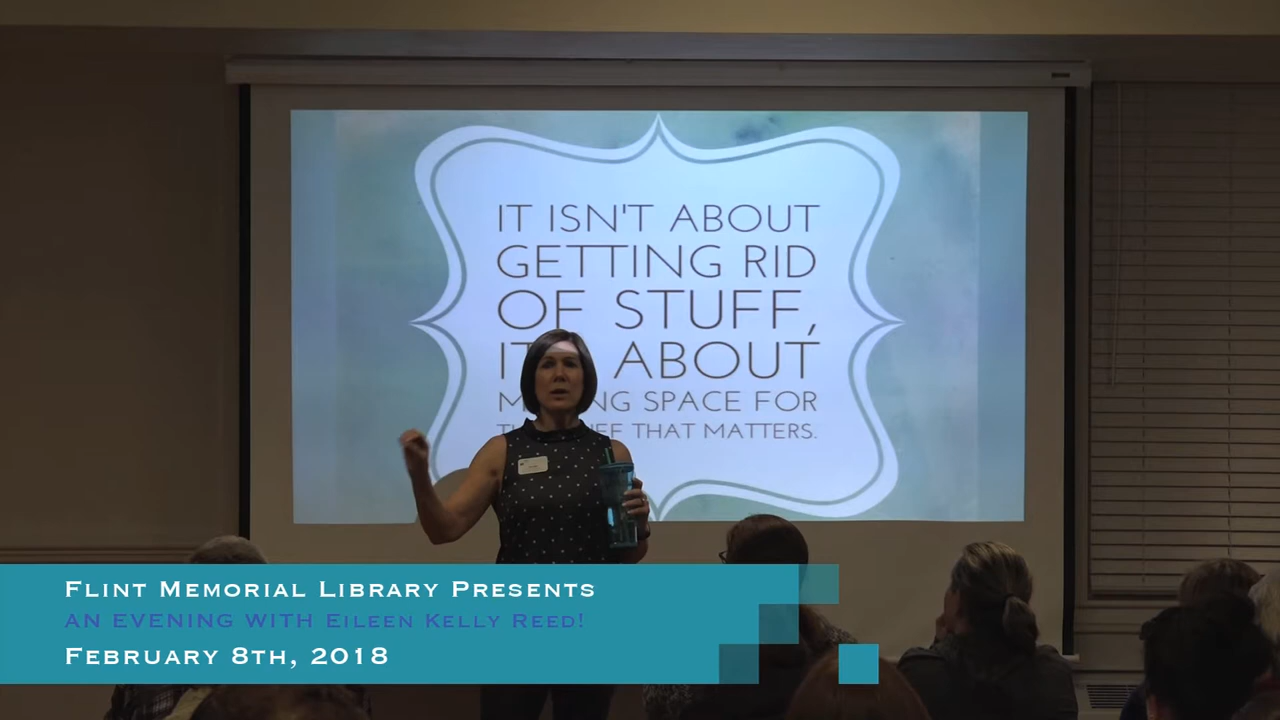 IT ISN'T ABOUT
GETTING RID
OF STUFF,
ABOUT
SPACE FOR
THAT MATTERS.
FLINT MEMORIAL LIBRARY PRESENTS
AN EVENING WITH EILEEN KELLY REED!
FEBRUARY 8TH, 2018